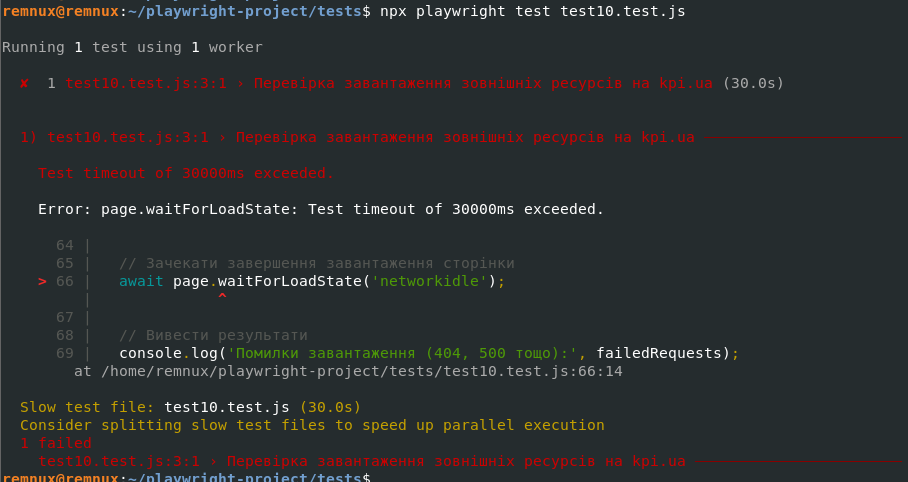 remnux@remnux:~/playwright-project/tests$ npx playwright test test10.test.js
Running 1 test using 1 worker
✘ 1 test10.test.js:3:1 › Перевірка завантаження зовнішніх ресурсів на kpi.ua (30.0s)
1) test10.test.js:3:1 › Перевірка завантаження зовнішніх ресурсів на kpi.ua
Test timeout of 30000ms exceeded.
Error: page.waitForLoadState: Test timeout of 30000ms exceeded.
64 |
65 | // Зачекати завершення завантаження сторінки
> 66 | await page.waitForLoadState('networkidle');
| ^
67 |
68 | // Вивести результати
69 | console.log('Помилки завантаження (404, 500 тощо):', failedRequests);
at /home/remnux/playwright-project/tests/test10.test.js:66:14
Slow test file: test10.test.js (30.0s)
Consider splitting slow test files to speed up parallel execution
1 failed
test10.test.js:3:1 › Перевірка завантаження зовнішніх ресурсів на kpi.ua
remnux@remnux:~/playwright-project/tests$